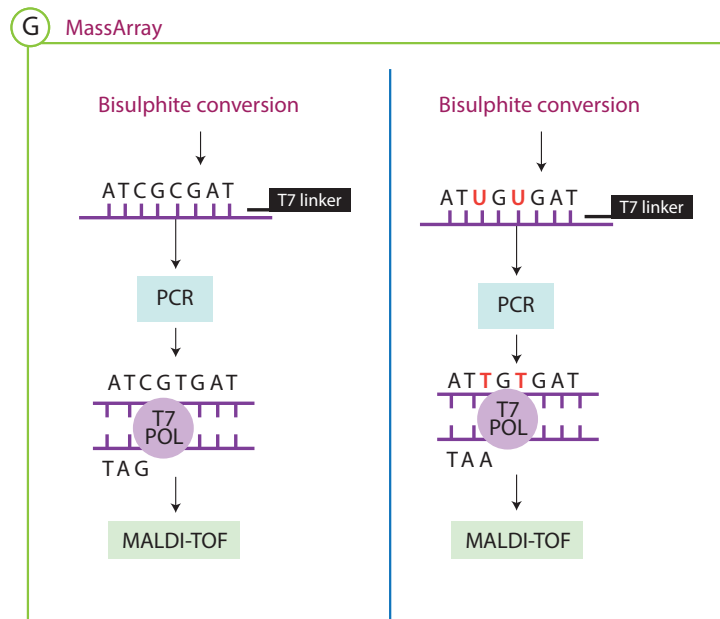 G MassArray
Bisulphite conversion
ATCGCGAT
T7 linker
PCR
ATCGTGAT
T7
POL
TAG
MALDI-TOF
Bisulphite conversion
ATUGUGAT
T7 linker
PCR
ATTGTGAT
T7
POL
TAA
MALDI-TOF